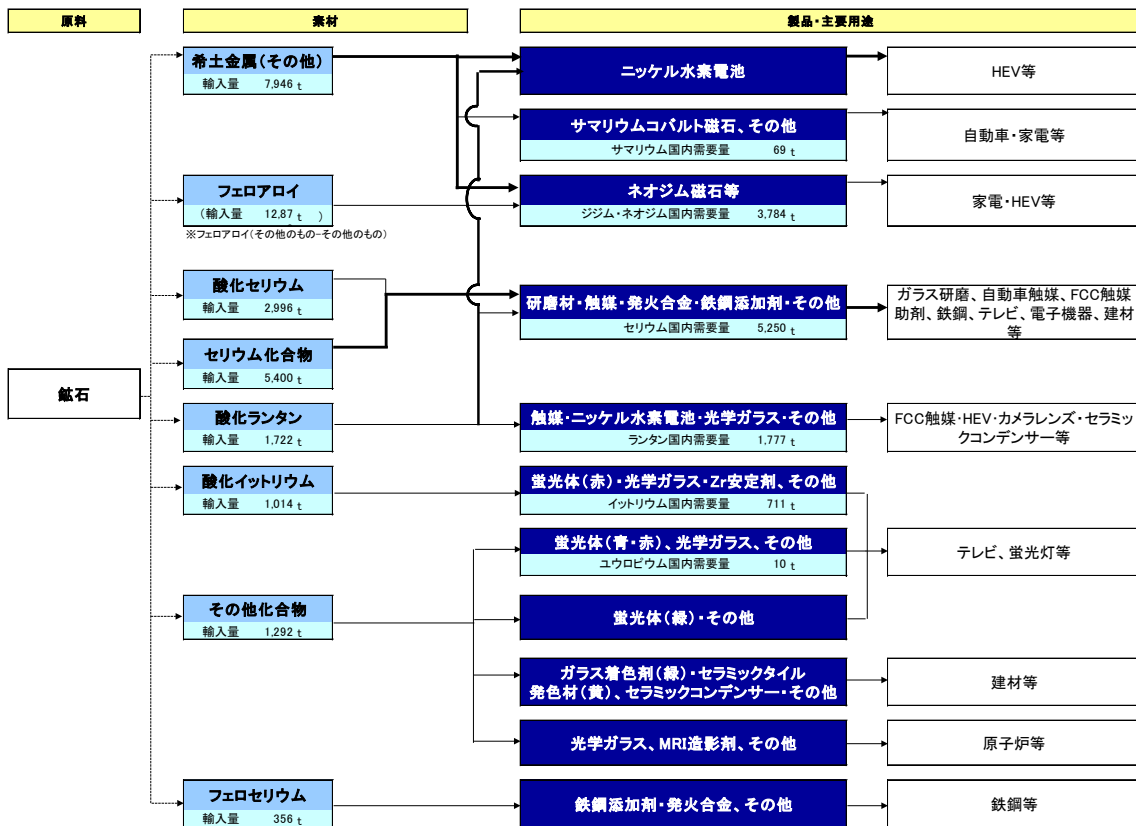 原料
素材
製品・主要用途
希土金属(その他)
輸入量 7,946 t
ニッケル水素電池
HEV等
サマリウムコバルト磁石、その他
サマリウム国内需要量 69 t
自動車・家電等
フェロアロイ
(輸入量 12,87 t )
※フェロアロイ(その他のもの-その他のもの)
ネオジム磁石等
ジジム・ネオジム国内需要量 3,784 t
家電・HEV等
酸化セリウム
輸入量 2,996 t
研磨材・触媒・発火合金・鉄鋼添加剤・その他
セリウム国内需要量 5,250 t
ガラス研磨、自動車触媒、FCC触媒
助剤、鉄鋼、テレビ、電子機器、建材
等
セリウム化合物
輸入量 5,400 t
鉱石
酸化ランタン
輸入量 1,722 t
触媒・ニッケル水素電池・光学ガラス・その他
ランタン国内需要量 1,777 t
FCC触媒・HEV・カメラレンズ・セラミッ
クコンデンサー等
酸化イットリウム
輸入量 1,014 t
蛍光体(赤)・光学ガラス・Zr安定剤、その他
イットリウム国内需要量 711 t
蛍光体(青・赤)、光学ガラス、その他
ユウロピウム国内需要量 10 t
テレビ、蛍光灯等
その他化合物
輸入量 1,292 t
蛍光体(緑)・その他
ガラス着色剤(緑)・セラミックタイル
発色材(黄)、セラミックコンデンサー・その他
建材等
光学ガラス、MRI造影剤、その他
原子炉等
フェロセリウム
輸入量 356 t
鉄鋼添加剤・発火合金、その他
鉄鋼等